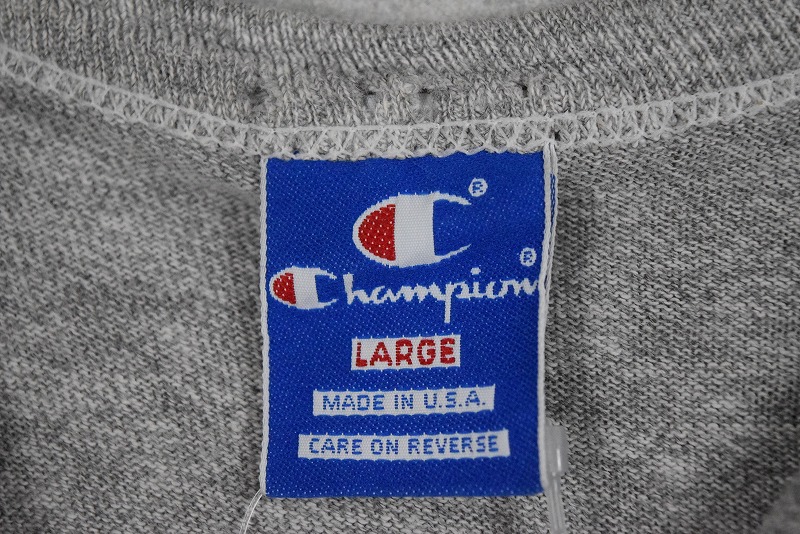 C ®
Champion ®
LARGE
MADE IN U.S.A.
CARE ON REVERSE